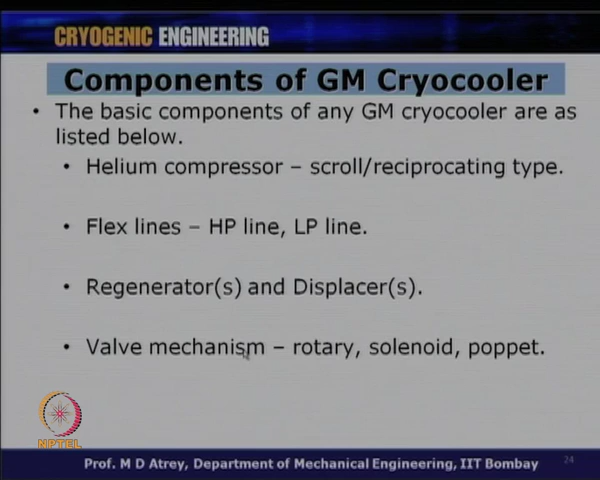 CRYOGENIC ENGINEERING
Components of GM Cryocooler
• The basic components of any GM cryocooler are as
listed below.
• Helium compressor – scroll/reciprocating type.
• Flex lines – HP line, LP line.
• Regenerator(s) and Displacer(s).
• Valve mechanism – rotary, solenoid, poppet.
NPTEL
Prof. M D Atrey, Department of Mechanical Engineering, IIT Bombay
24